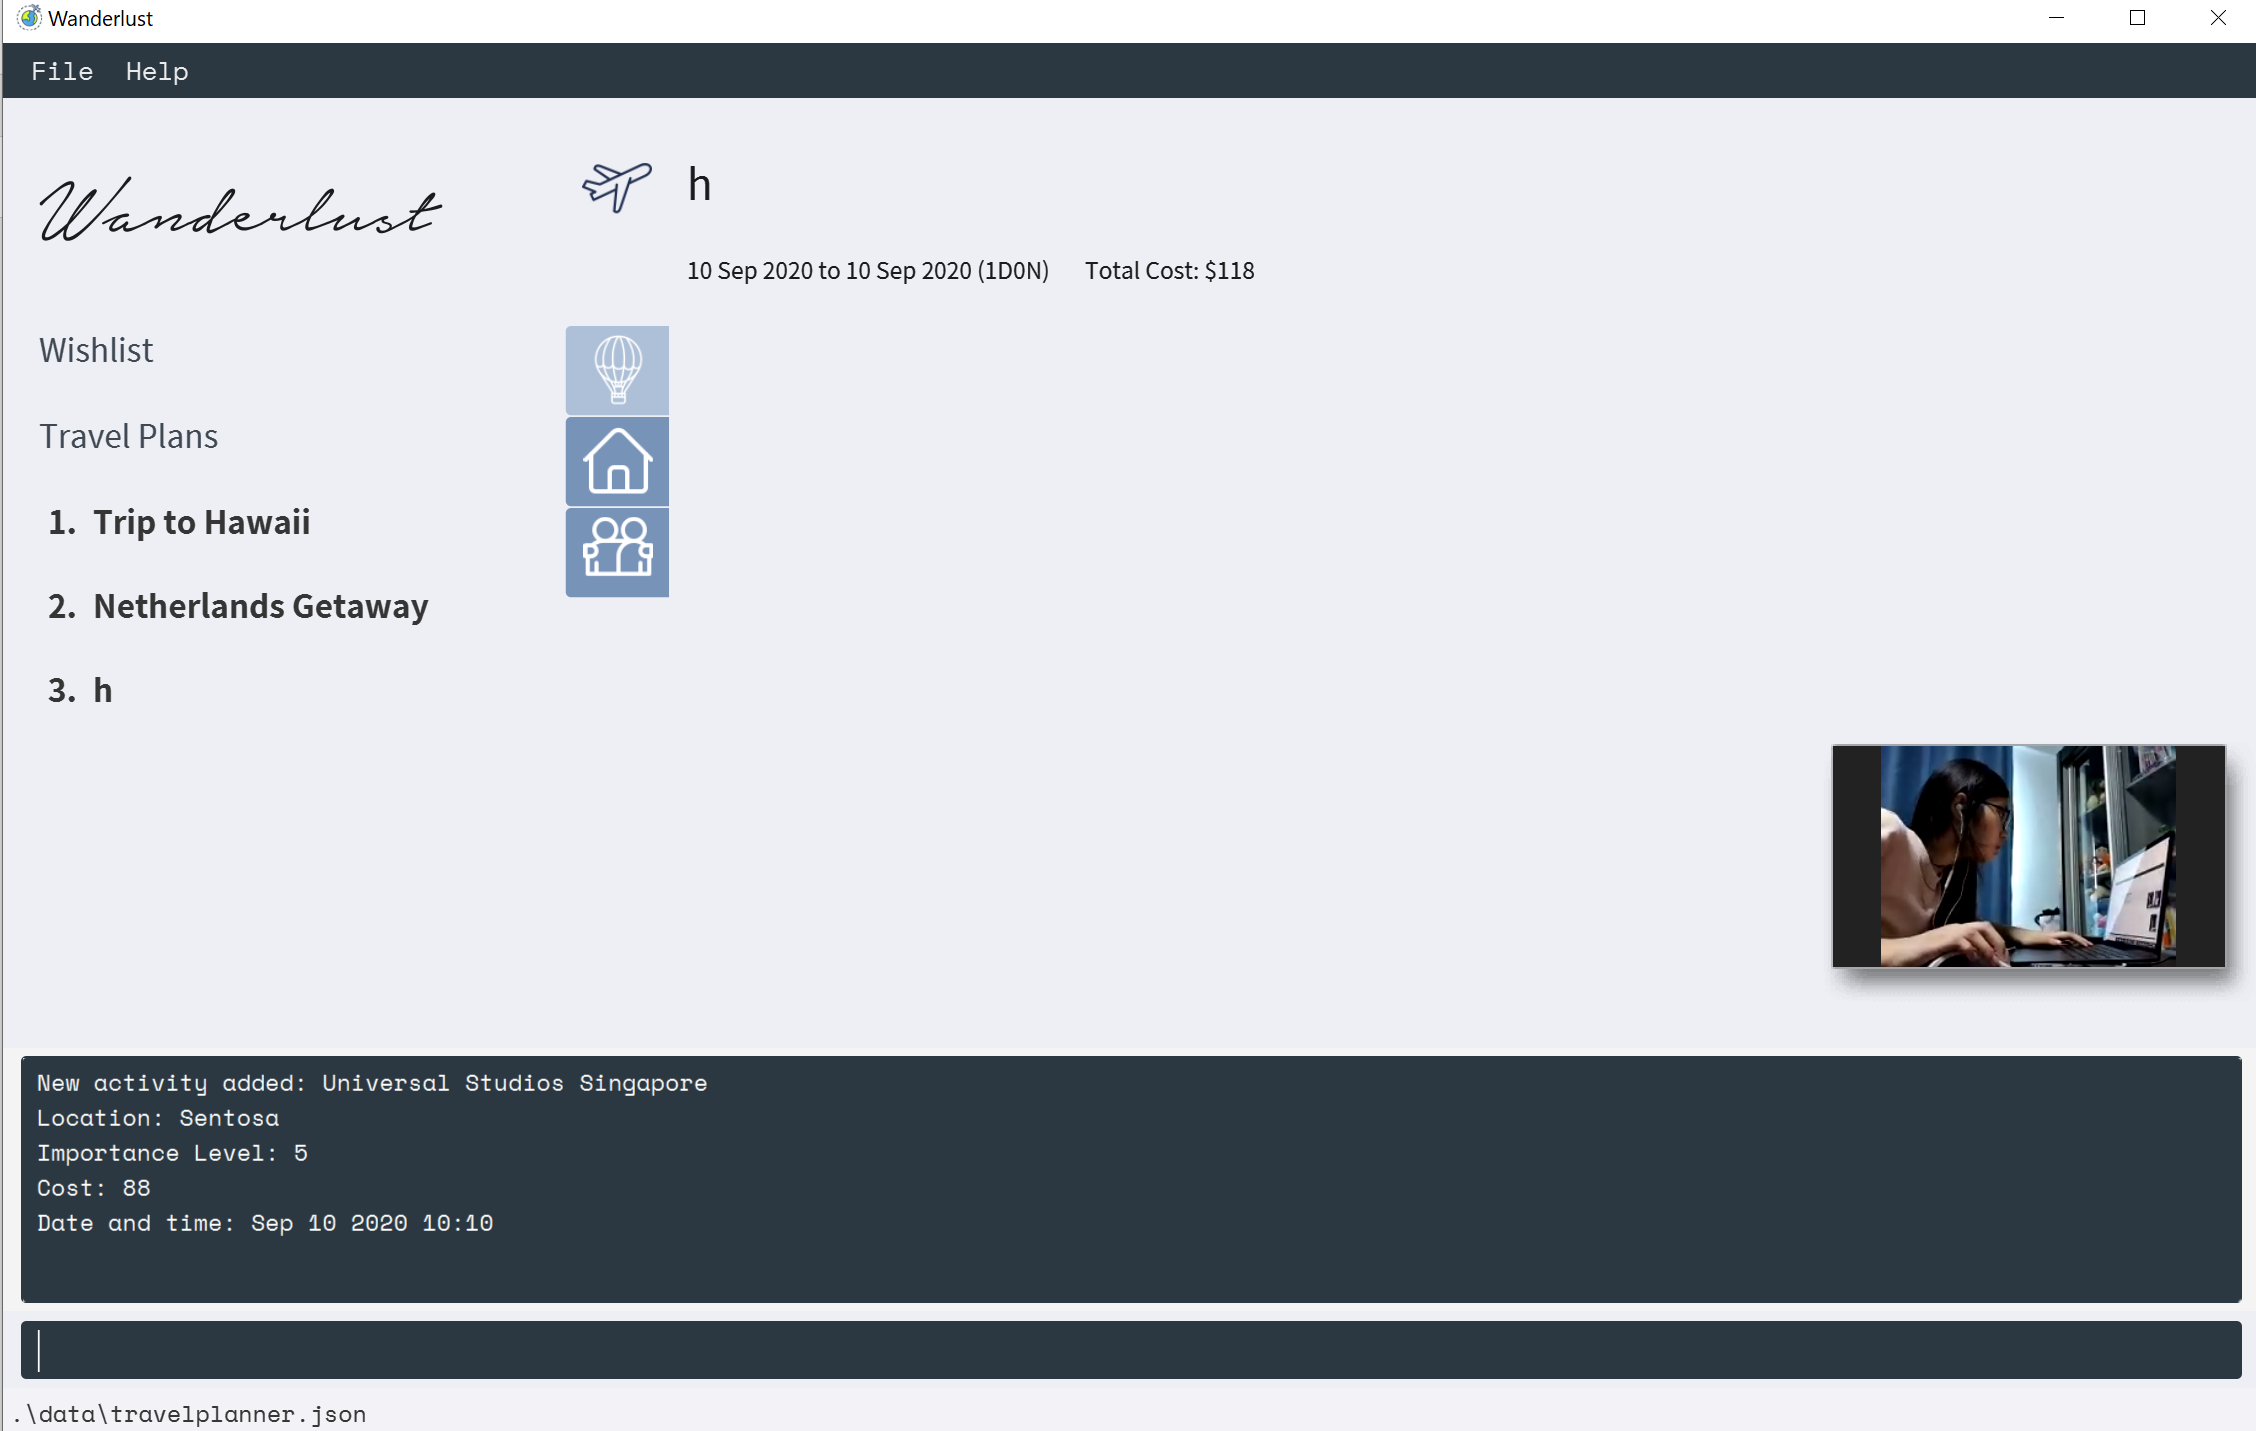 Wanderlust
File Help
Wanderlust
h
10 Sep 2020 to 10 Sep 2020 (1D0N) Total Cost: $118
Wishlist
Travel Plans
1. Trip to Hawaii
2. Netherlands Getaway
3. h
New activity added: Universal Studios Singapore
Location: Sentosa
Importance Level: 5
Cost: 88
Date and time: Sep 10 2020 10:10
.\data\travelplanner.json